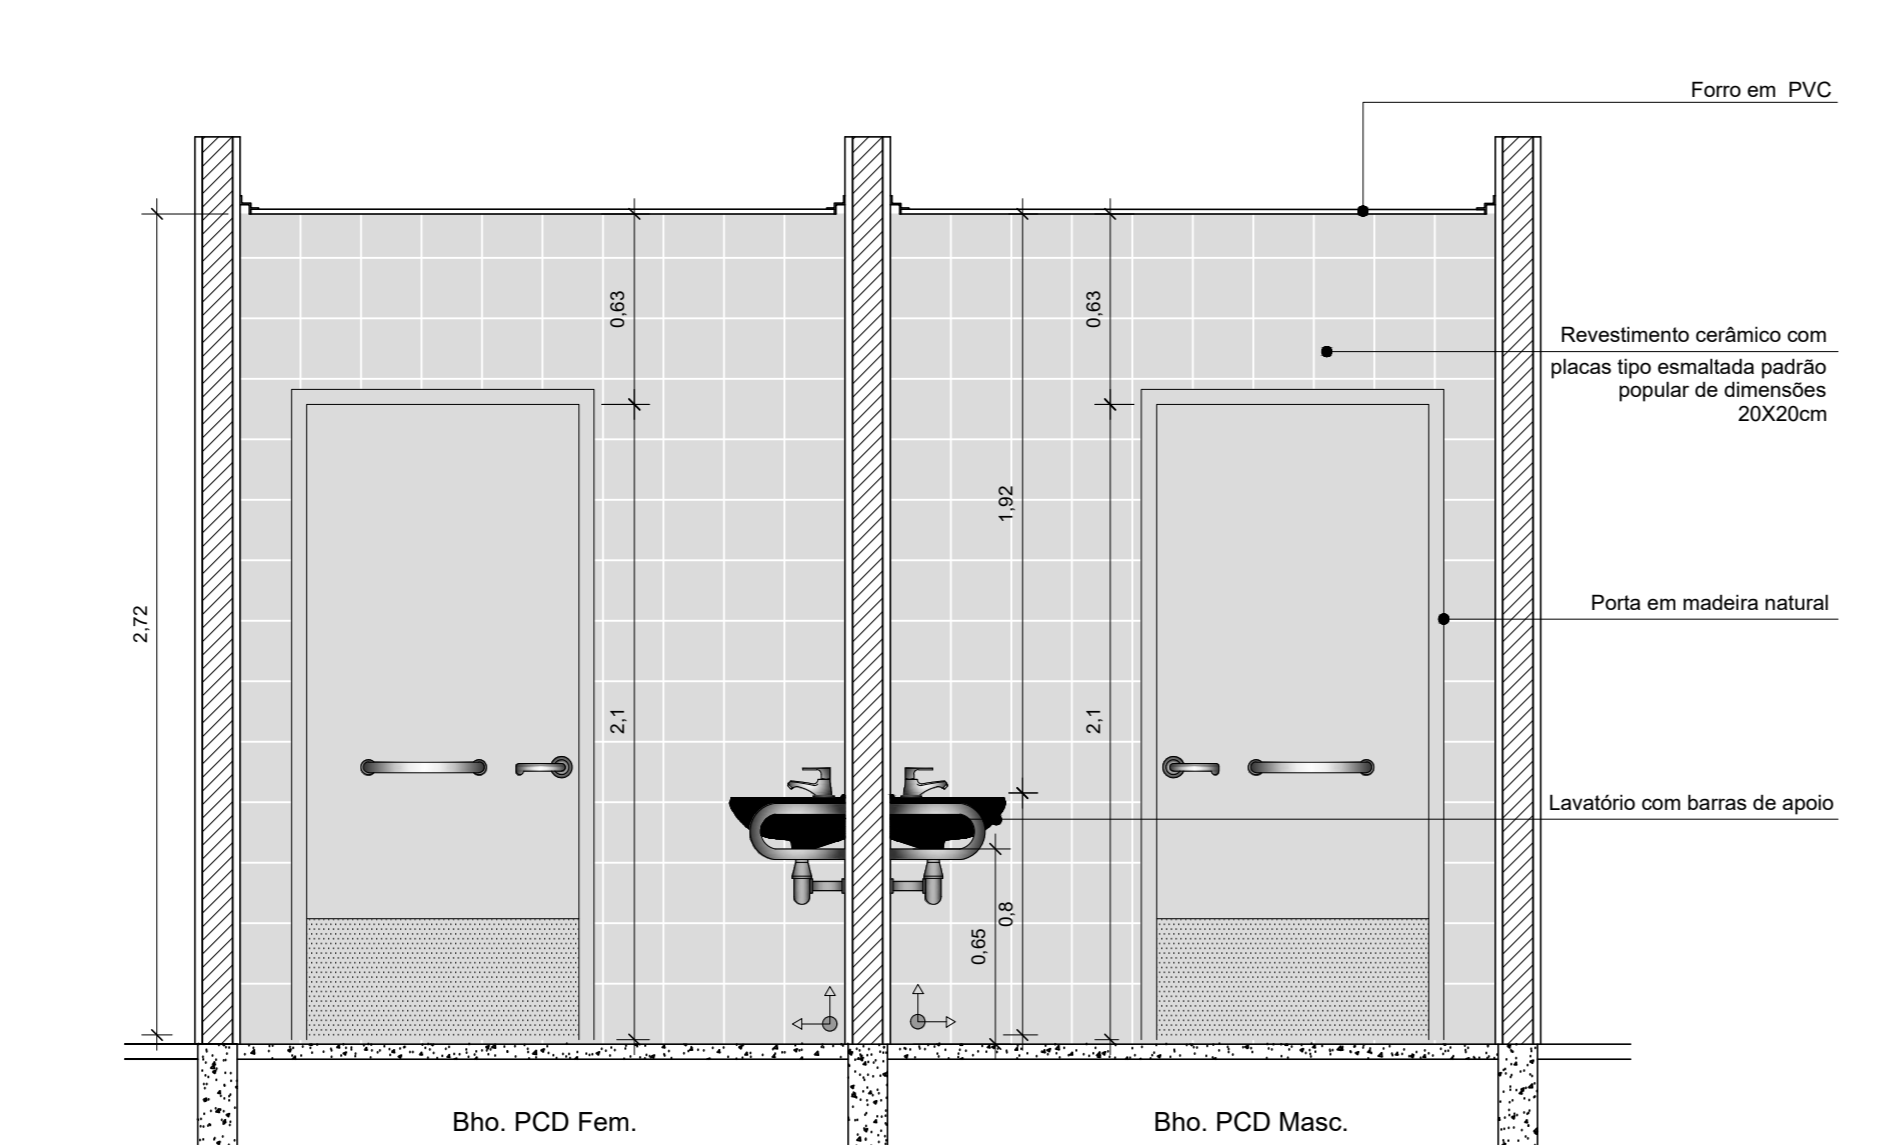 Forro em PVC
0,63
0,63
Revestimento cerâmico com
placas tipo esmaltada padrão
popular de dimensões
20X20cm
1,92
2,72
Porta em madeira natural
2,1
2,1
Lavatório com barras de apoio
0,8
0,65
Bho. PCD Fem.
Bho. PCD Masc.